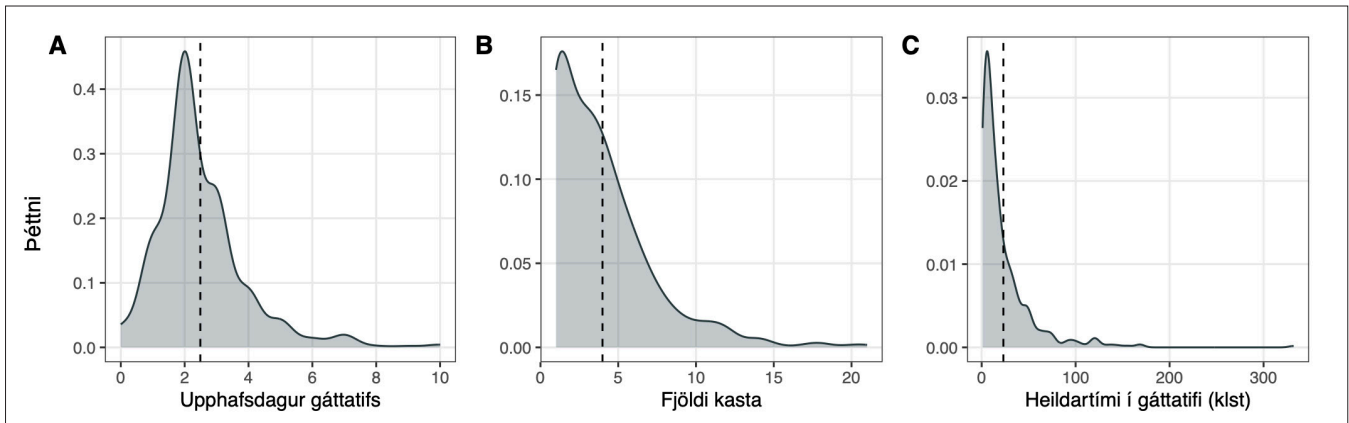 A
B
C
Þéttni
0.4
0.3
0.2
0.1
0.0
0 2 4 6 8 10
Upphafsdagur gáttatifs
0.15
0.10
0.05
0.00
0 5 10 15 20
Fjöldi kasta
0.03
0.02
0.01
0.00
0 100 200 300
Heildartími í gáttatifi (klst)